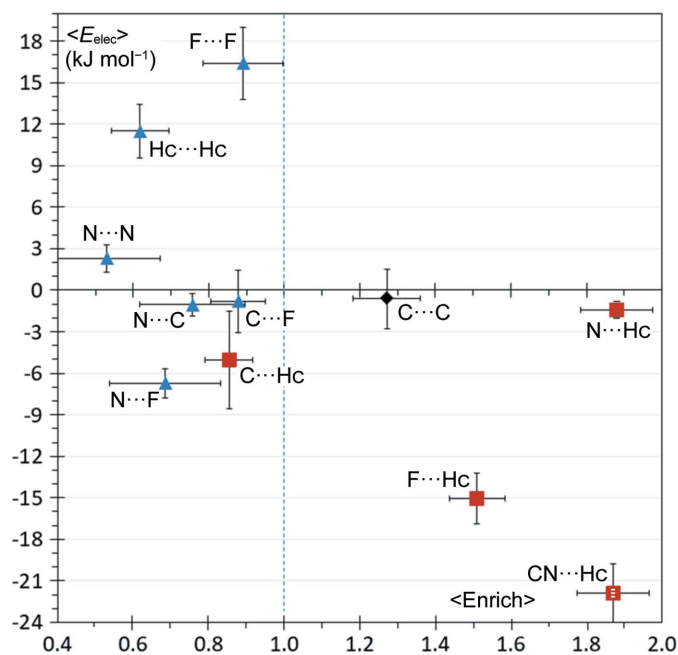 <Eelec>
(kJ mol⁻¹)
F···F
Hc···Hc
N···N
N···C
C···F
C···C
N···Hc
C···Hc
N···F
F···Hc
CN···Hc
<Enrich>
18
15
12
9
6
3
0
-3
-6
-9
-12
-15
-18
-21
-24
0.4 0.6 0.8 1.0 1.2 1.4 1.6 1.8 2.0